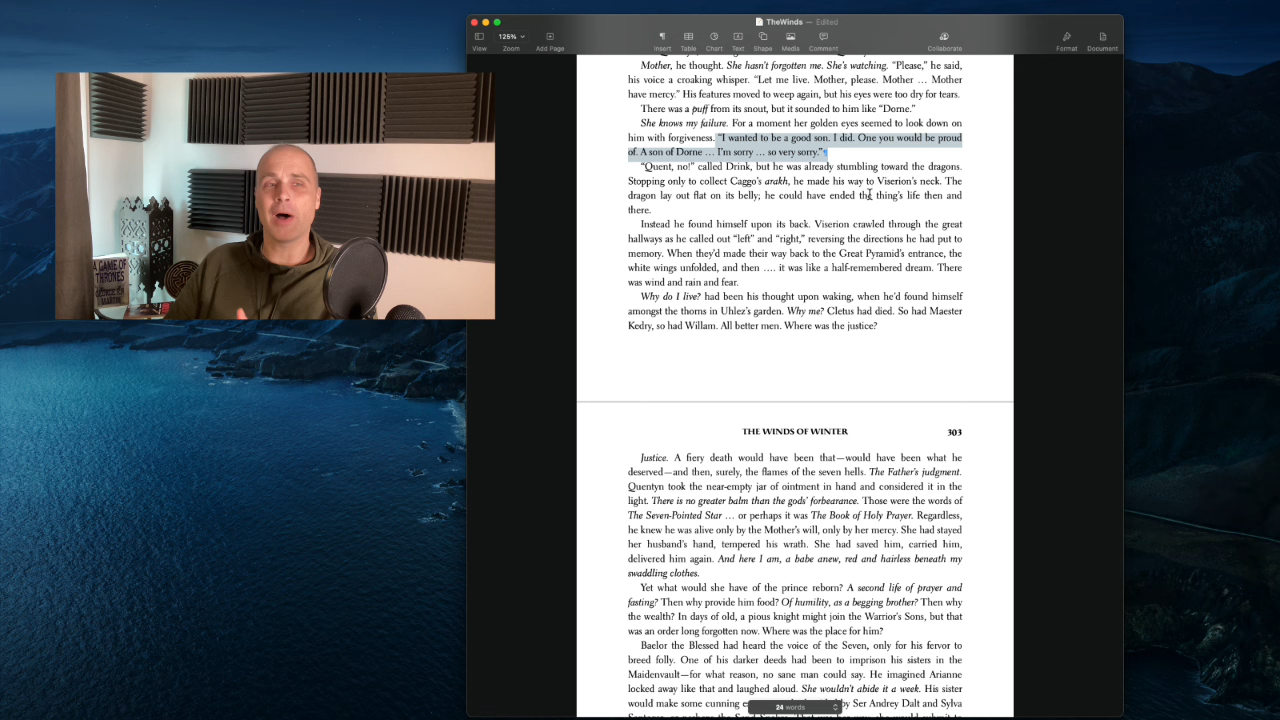 TheWinds — Edited
125%
View
Zoom
Add Page
Insert
Table
Chart
Text
Shape
Media
Comment
Collaborate
Format
Document
Mother, he thought. She hasn't forgotten me. She's watching. “Please,” he said,
his voice a croaking whisper. “Let me live. Mother, please. Mother … Mother
have mercy.” His features moved to weep again, but his eyes were too dry for tears.
There was a puff from its snout, but it sounded to him like “Dorne.”
She knows my failure. For a moment her golden eyes seemed to look down on
him with forgiveness. “I wanted to be a good son. I did. One you would be proud
of. A son of Dorne … I’m sorry … so very sorry.”
“Quent, no!” called Drink, but he was already stumbling toward the dragons.
Stopping only to collect Caggo’s arakh, he made his way to Viserion’s neck. The
dragon lay out flat on its belly; he could have ended the thing’s life then and
there.
Instead he found himself upon its back. Viserion crawled through the great
hallways as he called out “left” and “right,” reversing the directions he had put to
memory. When they’d made their way back to the Great Pyramid’s entrance, the
white wings unfolded, and then …. it was like a half-remembered dream. There
was wind and rain and fear.
Why do I live? had been his thought upon waking, when he’d found himself
amongst the thorns in Uhlez’s garden. Why me? Cletus had died. So had Maester
Kedry, so had Willam. All better men. Where was the justice?
THE WINDS OF WINTER 303
Justice. A fiery death would have been that—would have been what he
deserved—and then, surely, the flames of the seven hells. The Father’s judgment.
Quentyn took the near-empty jar of ointment in hand and considered it in the
light. There is no greater balm than the gods’ forbearance. Those were the words of
The Seven-Pointed Star … or perhaps it was The Book of Holy Prayer. Regardless,
he knew he was alive only by the Mother’s will, only by her mercy. She had stayed
her husband’s hand, tempered his wrath. She had saved him, carried him,
delivered him again. And here I am, a babe anew, red and hairless beneath my
swaddling clothes.
Yet what would she have of the prince reborn? A second life of prayer and
fasting? Then why provide him food? Of humility, as a begging brother? Then why
the wealth? In days of old, a pious knight might join the Warrior’s Sons, but that
was an order long forgotten now. Where was the place for him?
Baelor the Blessed had heard the voice of the Seven, only for his fervor to
breed folly. One of his darker deeds had been to imprison his sisters in the
Maidenvault—for what reason, no sane man could say. He imagined Arianne
locked away like that and laughed aloud. She wouldn’t abide it a week. His sister
would make some cunning by Ser Andrey Dalt and Sylva
24 words
A GAME OF
THRONES